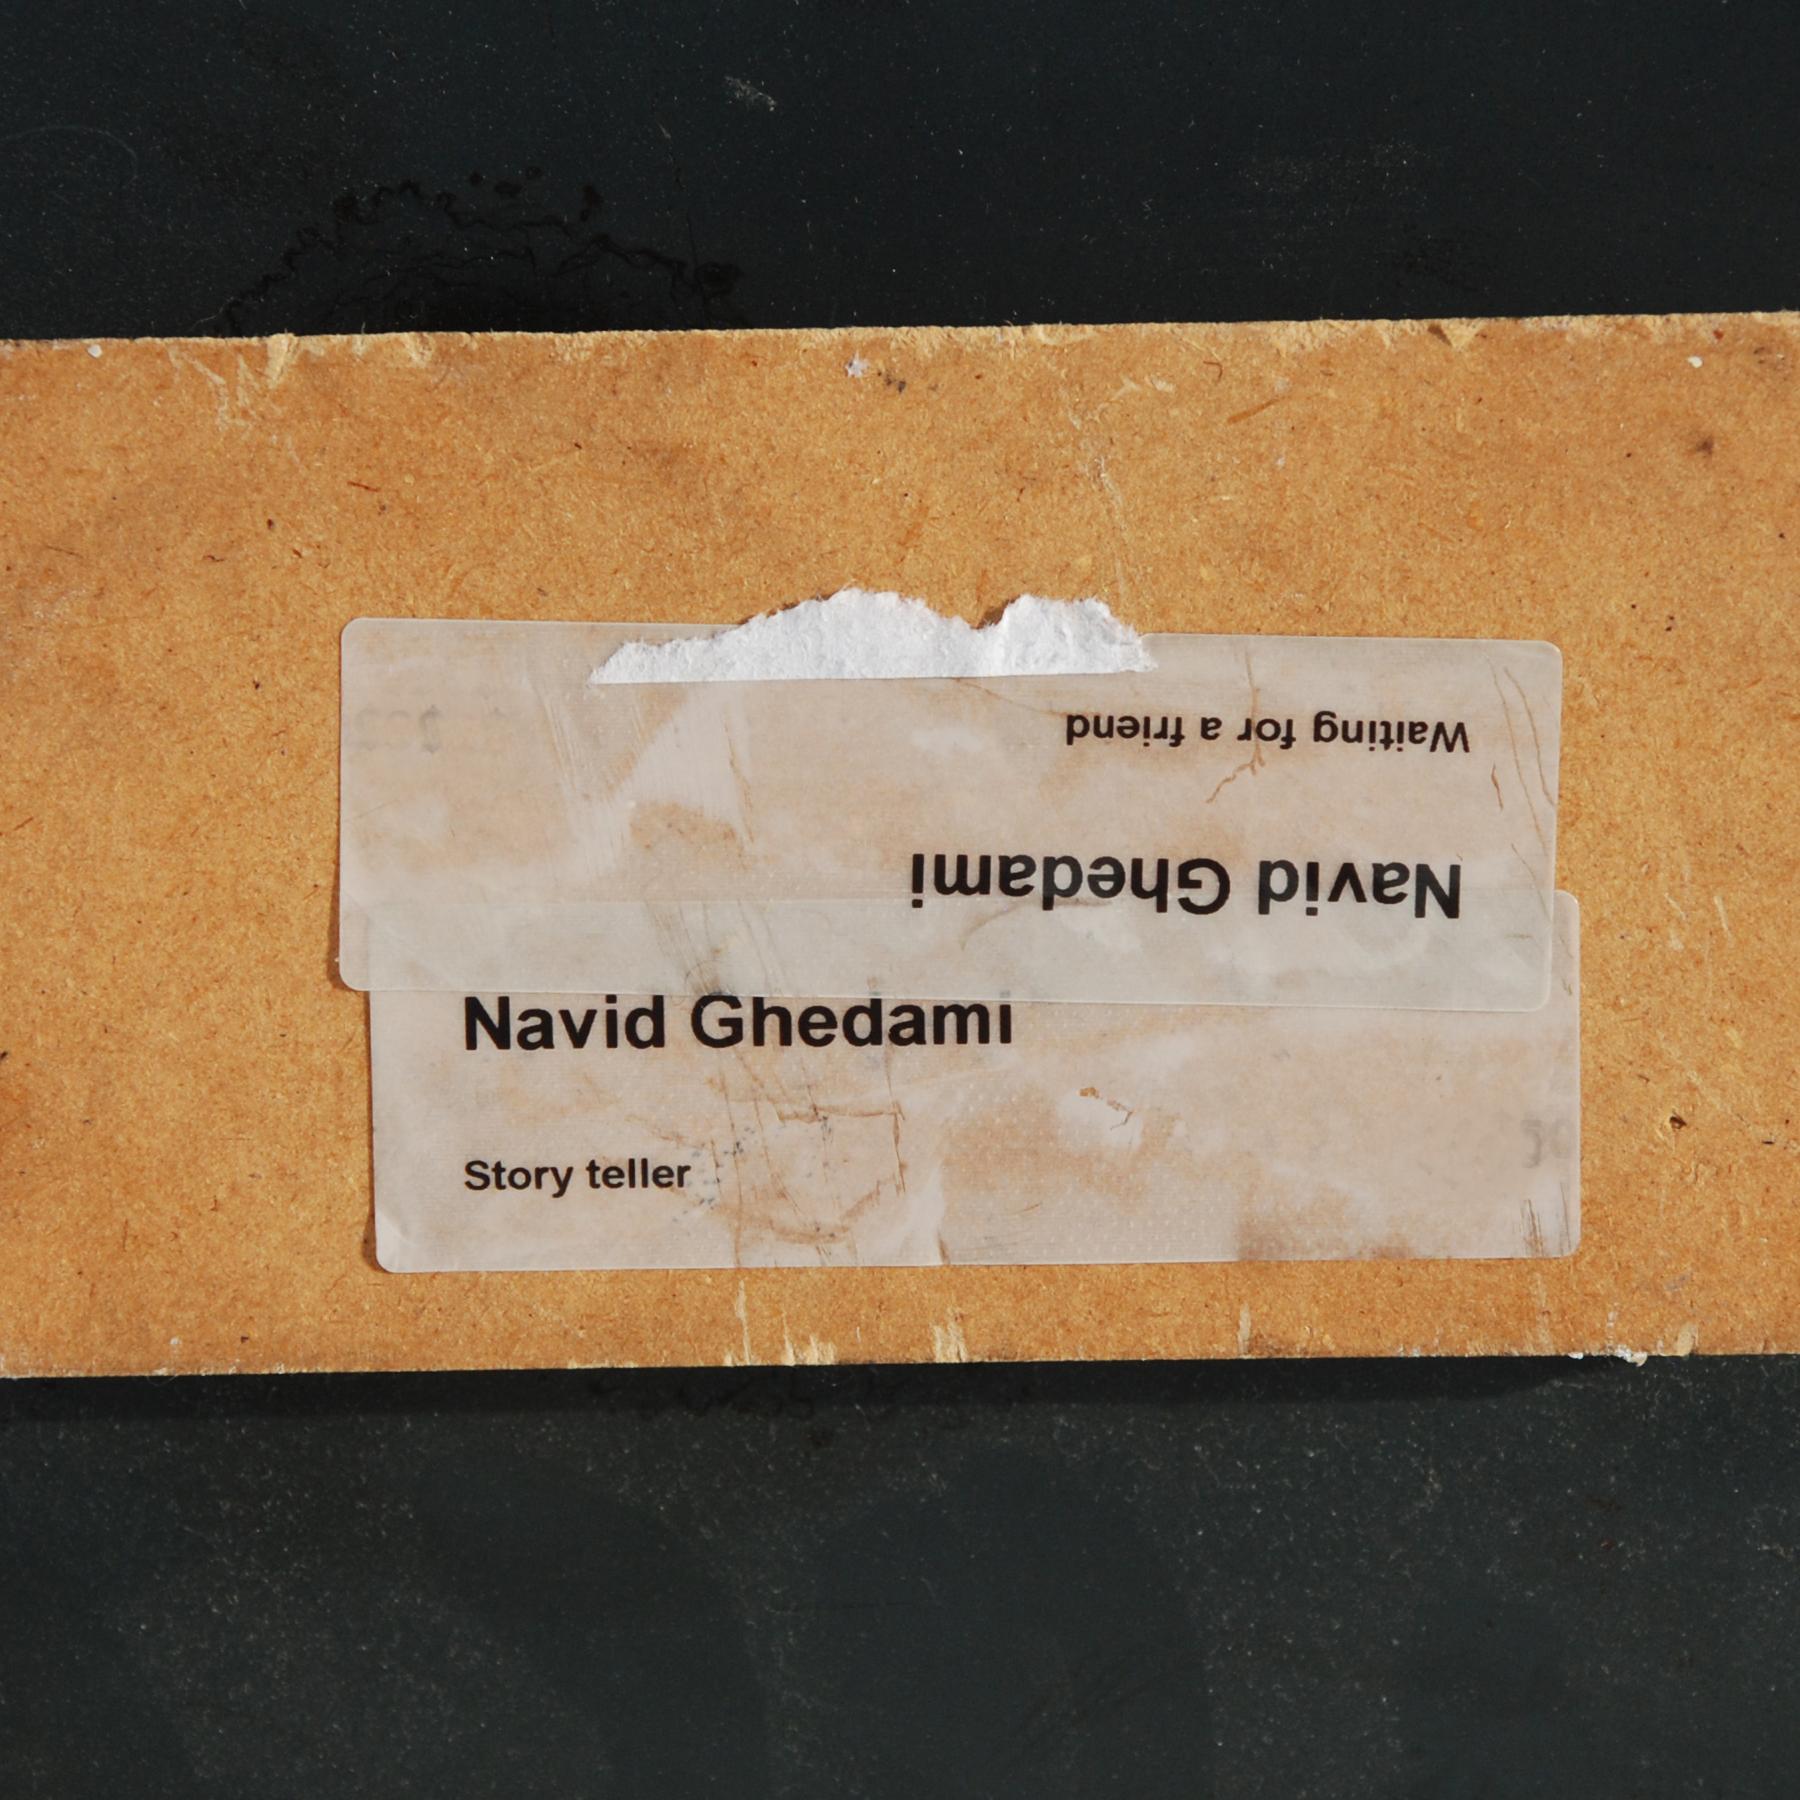 Waiting for a friend
Navid Ghedami
Navid Ghedami
Story teller